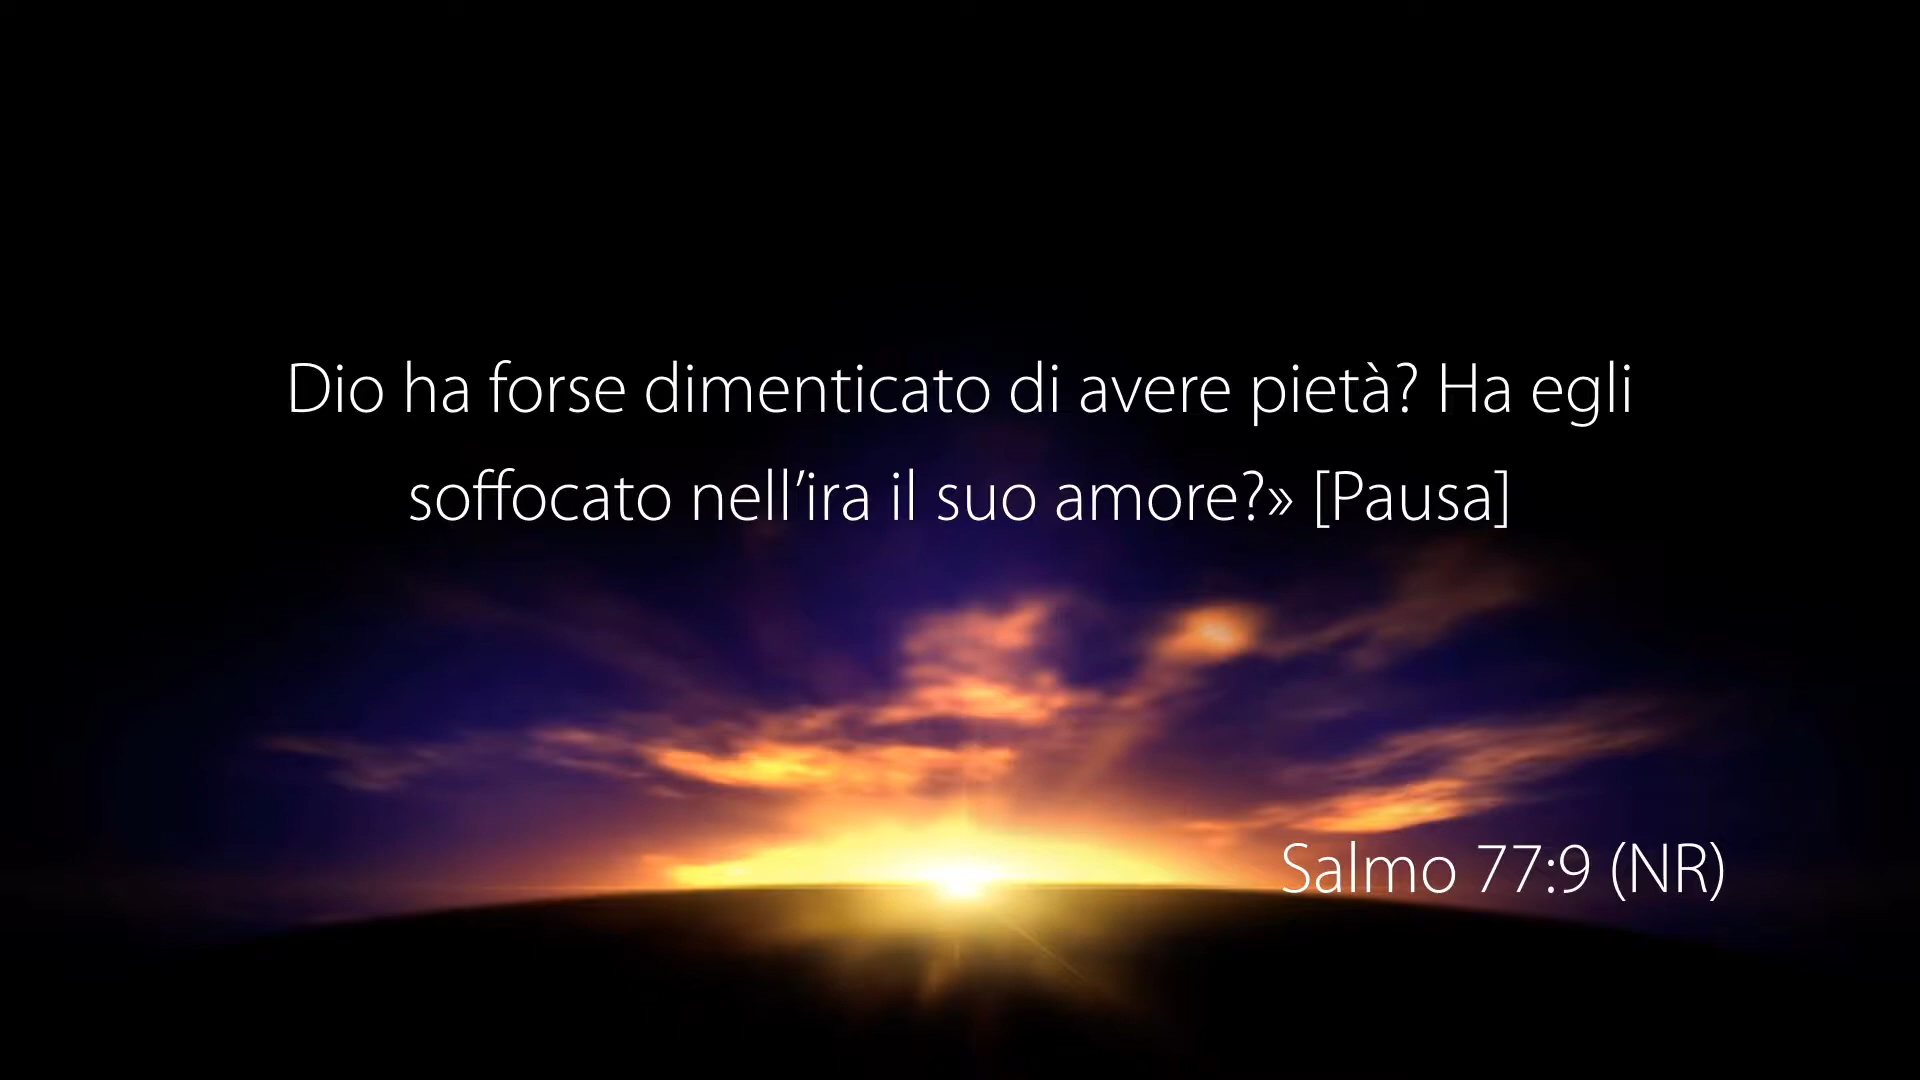 Dio ha forse dimenticato di avere pietà? Ha egli
soffocato nell’ira il suo amore?» [Pausa]
Salmo 77:9 (NR)